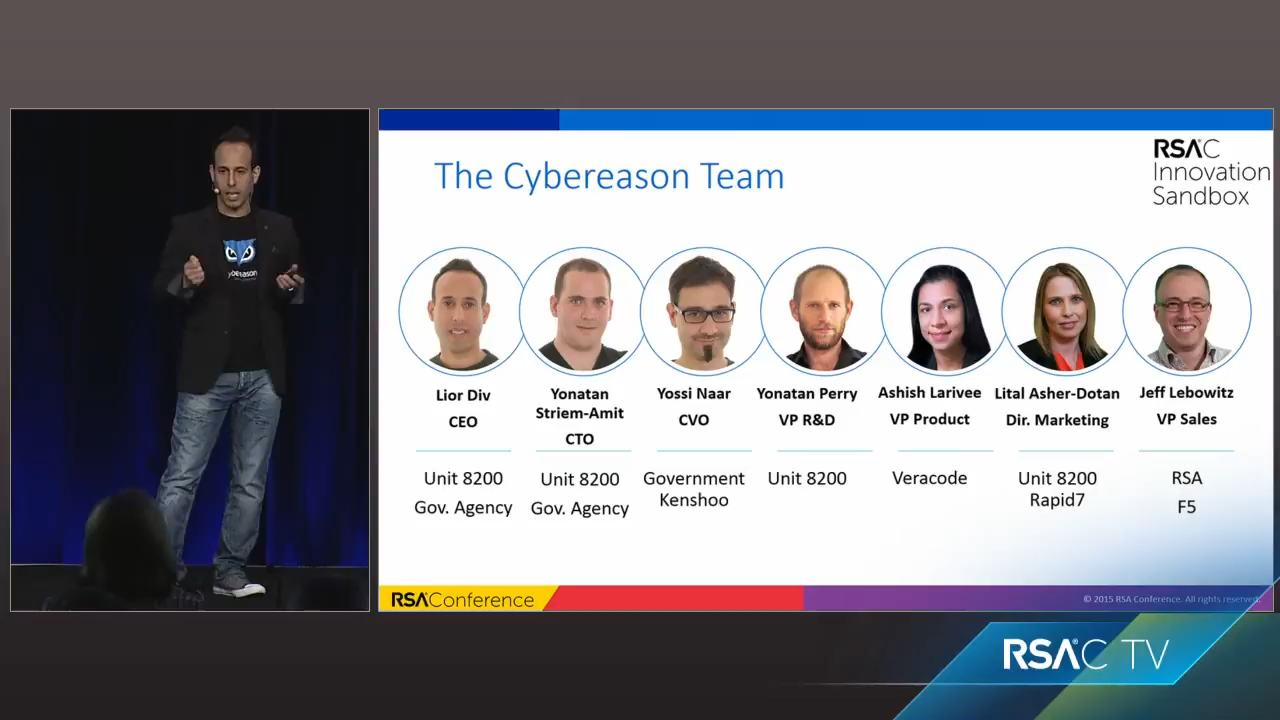 ybereason
The Cybereason Team
RSAC
Innovation
Sandbox
Lior Div
CEO
Unit 8200
Gov. Agency
Yonatan
Striem-Amit
CTO
Unit 8200
Gov. Agency
Yossi Naar
CVO
Government
Kenshoo
Yonatan Perry
VP R&D
Unit 8200
Ashish Larivee
VP Product
Veracode
Lital Asher-Dotan
Dir. Marketing
Unit 8200
Rapid7
Jeff Lebowitz
VP Sales
RSA
F5
RSAConference
© 2015 RSA Conference. All rights reserved.
RSA®C TV